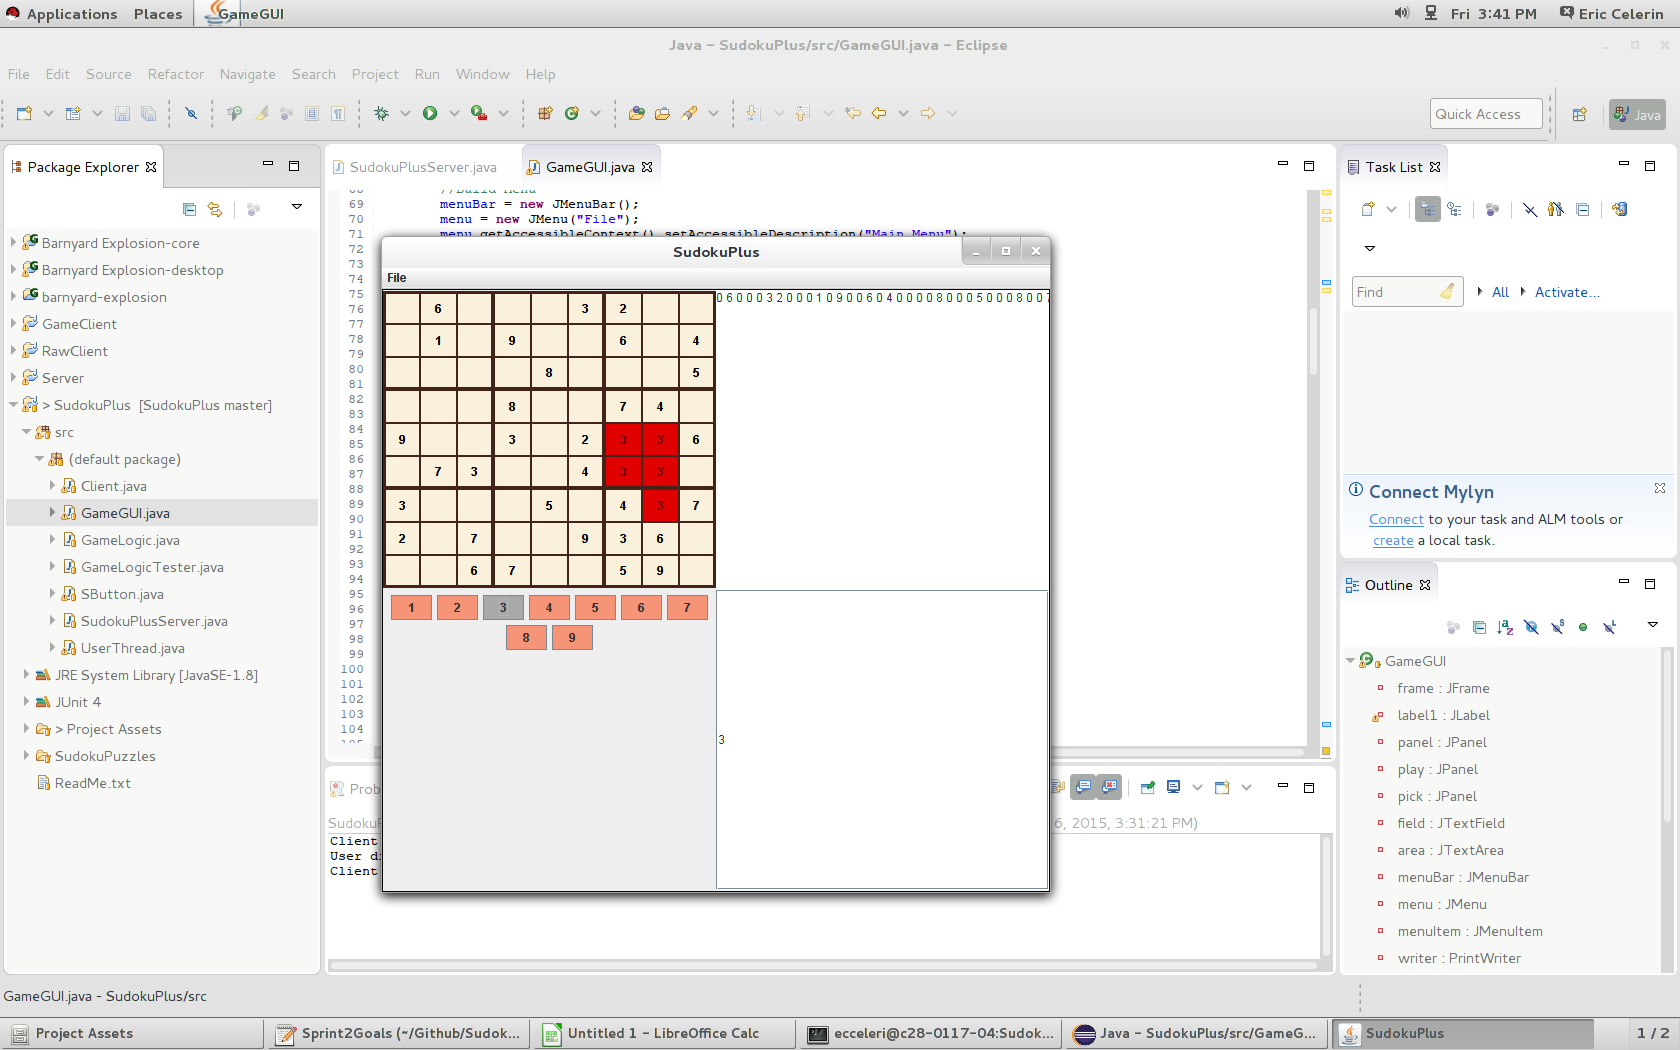 Applications Places GameGUI Fri 3:41 PM Eric Celerin
Java – SudokuPlus/src/GameGUI.java – Eclipse
File Edit Source Refactor Navigate Search Project Run Window Help
Quick Access Java
Package Explorer
Barnyard Explosion-core
Barnyard Explosion-desktop
barnyard-explosion
GameClient
RawClient
Server
> SudokuPlus [SudokuPlus master]
src
(default package)
Client.java
GameGUI.java
GameLogic.java
GameLogicTester.java
SButton.java
SudokuPlusServer.java
UserThread.java
JRE System Library [JavaSE-1.8]
JUnit 4
> Project Assets
SudokuPuzzles
ReadMe.txt
SudokuPlusServer.java GameGUI.java
//Build Menu
69 menuBar = new JMenuBar();
70 menu = new JMenu("File");
71 menu.getAccessibleContext().setAccessibleDescription("Main Menu");
72
73
74
75
76
77
78
79
80
81
82
83
84
85
86
87
88
89
90
91
92
93
94
95
96
97
98
99
100
101
102
103
104
SudokuPlus
File
6 3 2
1 9 6 4
8 5
8 7 4
9 3 2 3 3 6
7 3 4 3 3
3 5 4 3 7
2 7 9 3 6
6 7 5 9
1 2 3 4 5 6 7
8 9
0 6 0 0 0 3 2 0 0 0 1 0 9 0 0 6 0 4 0 0 0 0 8 0 0 0 5 0 0 0 8 0 0 7
3
Prob
SudokuP 6, 2015, 3:31:21 PM)
Client
User di
Client
Task List
Find All Activate...
Connect Mylyn
Connect to your task and ALM tools or
create a local task.
Outline
GameGUI
frame : JFrame
label1 : JLabel
panel : JPanel
play : JPanel
pick : JPanel
field : JTextField
area : JTextArea
menuBar : JMenuBar
menu : JMenu
menuItem : JMenuItem
writer : PrintWriter
GameGUI.java - SudokuPlus/src
Project Assets Sprint2Goals (~/Github/Sudok... Untitled 1 – LibreOffice Calc ecceleri@c28-0117-04:Sudok... Java – SudokuPlus/src/GameG... SudokuPlus 1 / 2